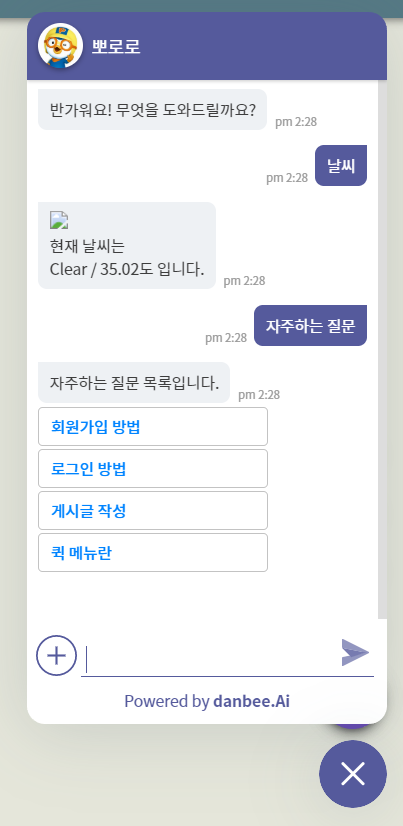 뽀로로
반가워요! 무엇을 도와드릴까요?
pm 2:28
날씨
pm 2:28
현재 날씨는
Clear / 35.02도 입니다.
pm 2:28
자주하는 질문
pm 2:28
자주하는 질문 목록입니다.
pm 2:28
회원가입 방법
로그인 방법
게시글 작성
퀵 메뉴란
Powered by danbee.Ai